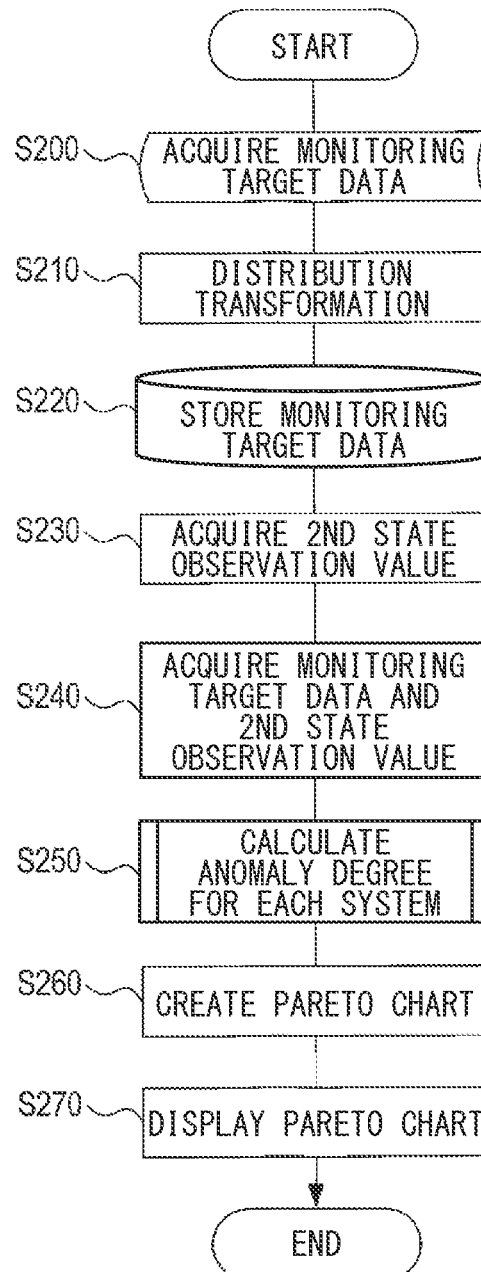 START
S200
ACQUIRE MONITORING
TARGET DATA
S210
DISTRIBUTION
TRANSFORMATION
S220
STORE MONITORING
TARGET DATA
S230
ACQUIRE 2ND STATE
OBSERVATION VALUE
S240
ACQUIRE MONITORING
TARGET DATA AND
2ND STATE
OBSERVATION VALUE
S250
CALCULATE
ANOMALY DEGREE
FOR EACH SYSTEM
S260
CREATE PARETO CHART
S270
DISPLAY PARETO CHART
END